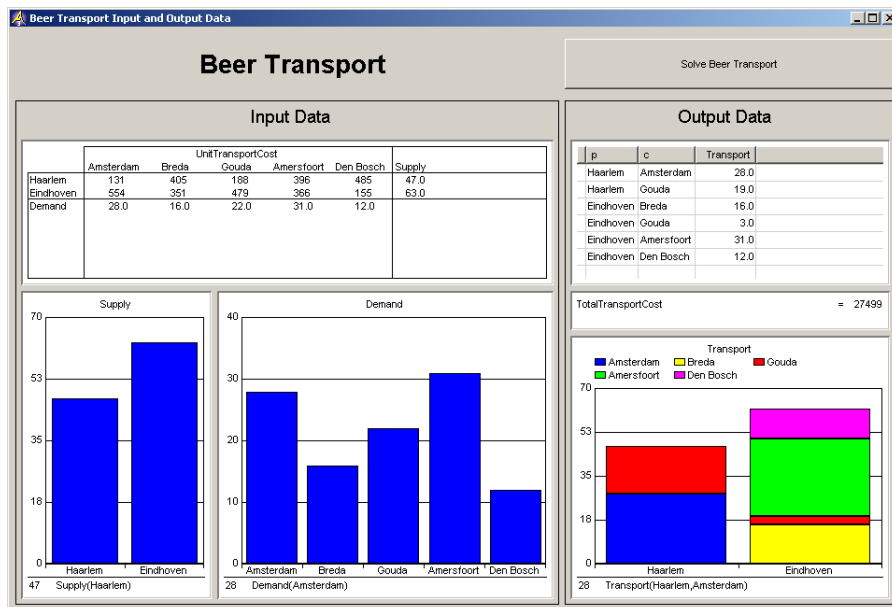 Beer Transport Input and Output Data
Beer Transport
Solve Beer Transport
Input Data
UnitTransportCost
Amsterdam Breda Gouda Amersfoort Den Bosch Supply
Haarlem 131 405 188 396 485 47.0
Eindhoven 554 351 479 366 155 63.0
Demand 28.0 16.0 22.0 31.0 12.0
Supply
70
53
35
18
0
Haarlem Eindhoven
47 Supply(Haarlem)
Demand
40
30
20
10
0
Amsterdam Breda Gouda Amersfoort Den Bosch
28 Demand(Amsterdam)
Output Data
p c Transport
Haarlem Amsterdam 28.0
Haarlem Gouda 19.0
Eindhoven Breda 16.0
Eindhoven Gouda 3.0
Eindhoven Amersfoort 31.0
Eindhoven Den Bosch 12.0
TotalTransportCost = 27499
Transport
Amsterdam Breda Gouda
Amersfoort Den Bosch
70
53
35
18
0
Haarlem Eindhoven
28 Transport(Haarlem,Amsterdam)